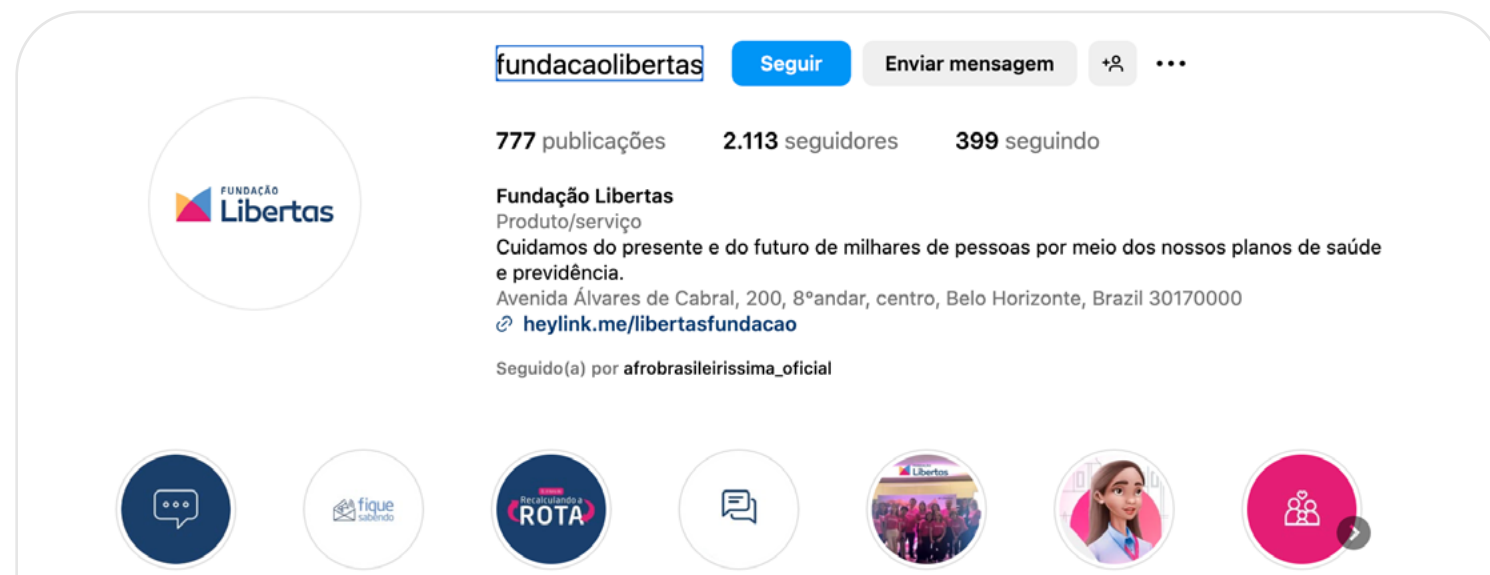 fundacaolibertas Seguir Enviar mensagem
777 publicações 2.113 seguidores 399 seguindo
FUNDAÇÃO
Libertas
Fundação Libertas
Produto/serviço
Cuidamos do presente e do futuro de milhares de pessoas por meio dos nossos planos de saúde
e previdência.
Avenida Álvares de Cabral, 200, 8°andar, centro, Belo Horizonte, Brazil 30170000
heylink.me/libertasfundacao
Seguido(a) por afrobrasileirissima_oficial
fique
sabendo
Recalculando a
ROTA
Libertas